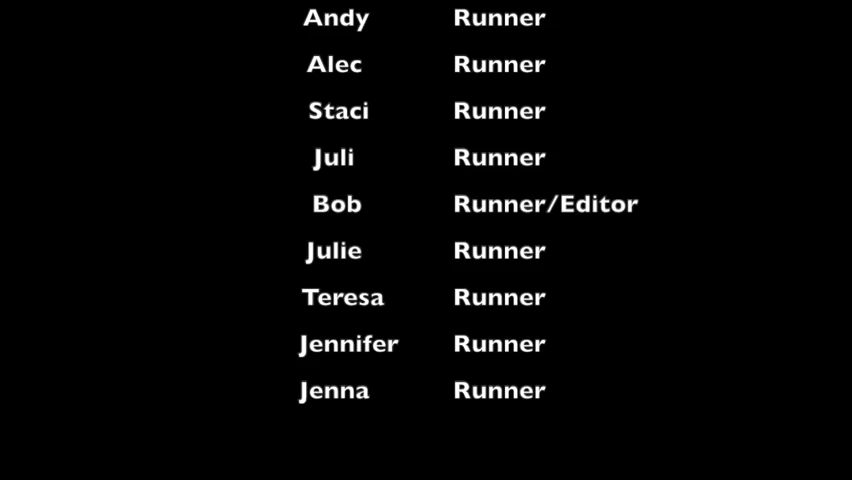 Andy Runner
Alec Runner
Staci Runner
Juli Runner
Bob Runner/Editor
Julie Runner
Teresa Runner
Jennifer Runner
Jenna Runner